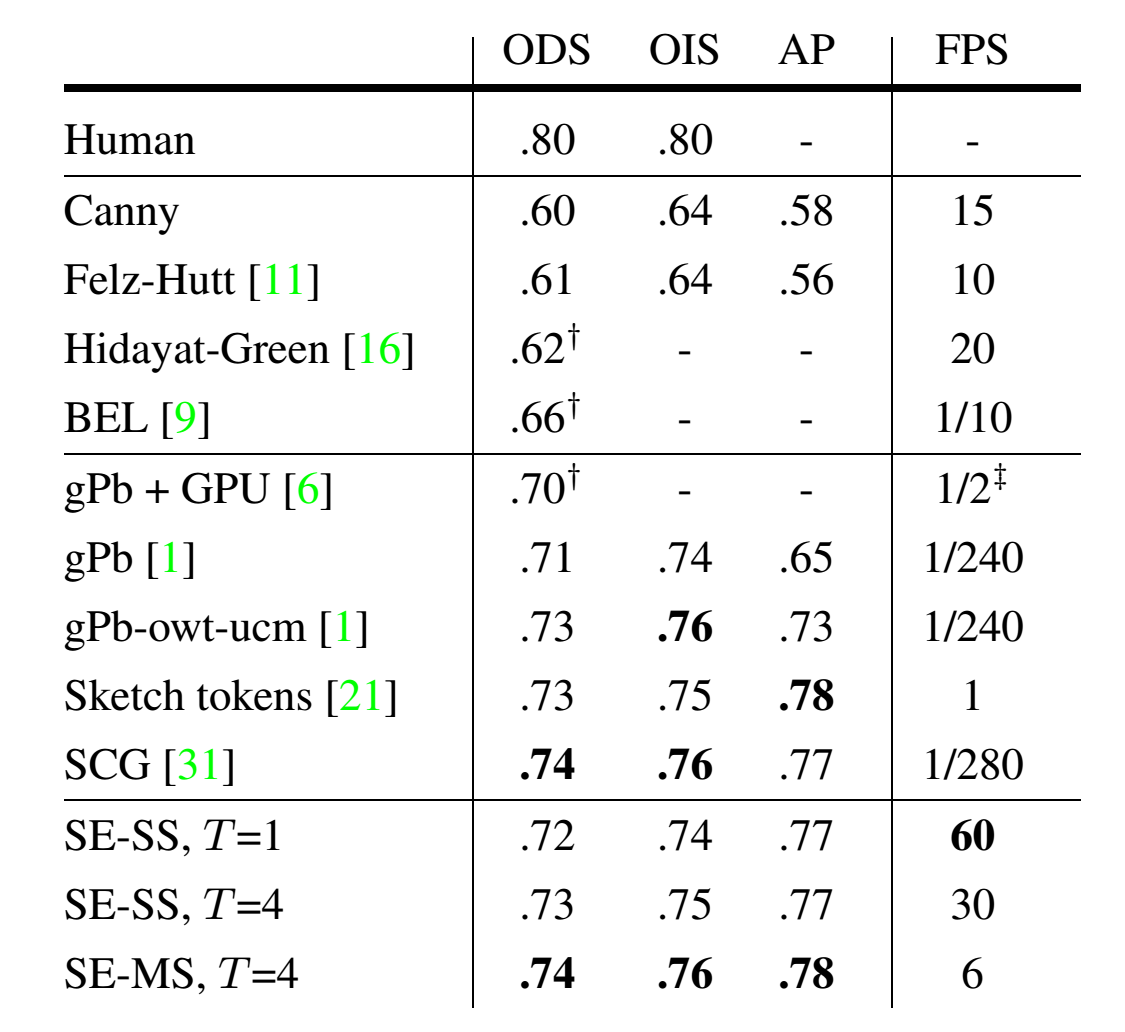 ODS OIS AP FPS
Human .80 .80 - -
Canny .60 .64 .58 15
Felz-Hutt [11] .61 .64 .56 10
Hidayat-Green [16] .62† - - 20
BEL [9] .66† - - 1/10
gPb + GPU [6] .70† - - 1/2‡
gPb [1] .71 .74 .65 1/240
gPb-owt-ucm [1] .73 .76 .73 1/240
Sketch tokens [21] .73 .75 .78 1
SCG [31] .74 .76 .77 1/280
SE-SS, T=1 .72 .74 .77 60
SE-SS, T=4 .73 .75 .77 30
SE-MS, T=4 .74 .76 .78 6